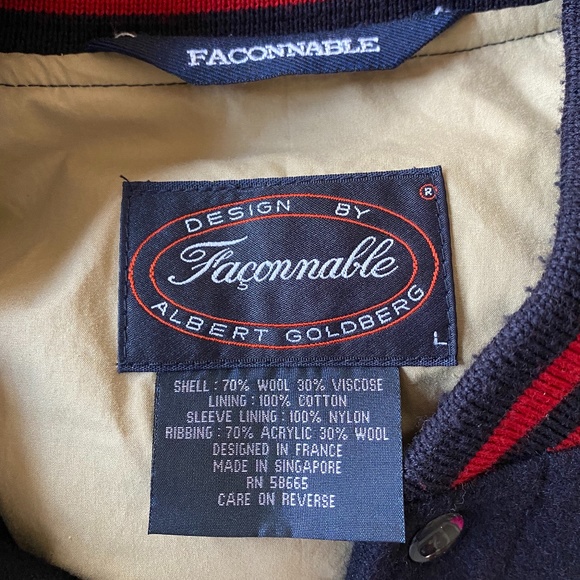 FACONNABLE
DESIGN BY
®
Façonnable
ALBERT GOLDBERG
L
SHELL : 70% WOOL 30% VISCOSE
LINING : 100% COTTON
SLEEVE LINING : 100% NYLON
RIBBING : 70% ACRYLIC 30% WOOL
DESIGNED IN FRANCE
MADE IN SINGAPORE
RN 58665
CARE ON REVERSE